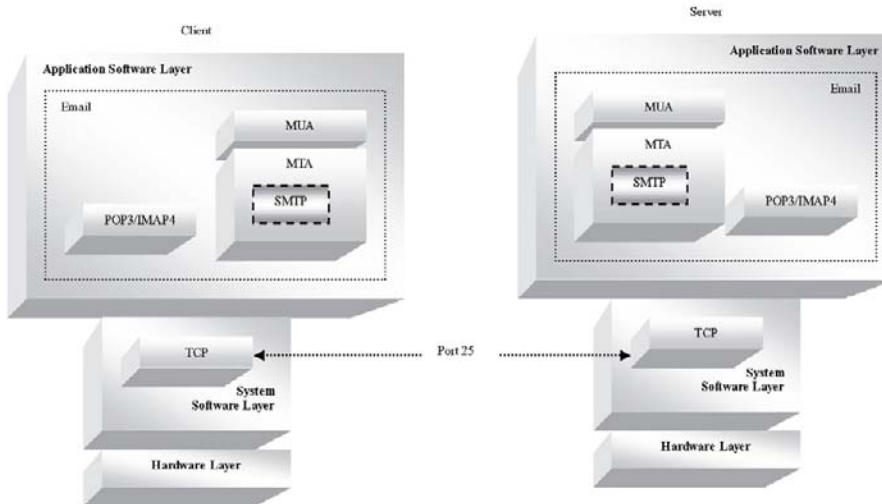 Client
Application Software Layer
Email
MUA
MTA
SMTP
POP3/IMAP4
TCP
System
Software Layer
Hardware Layer
Port 25
Server
Application Software Layer
Email
MUA
MTA
SMTP
POP3/IMAP4
TCP
System
Software Layer
Hardware Layer